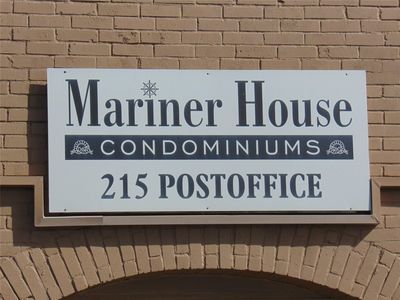 Mariner House
CONDOMINIUMS
215 POSTOFFICE